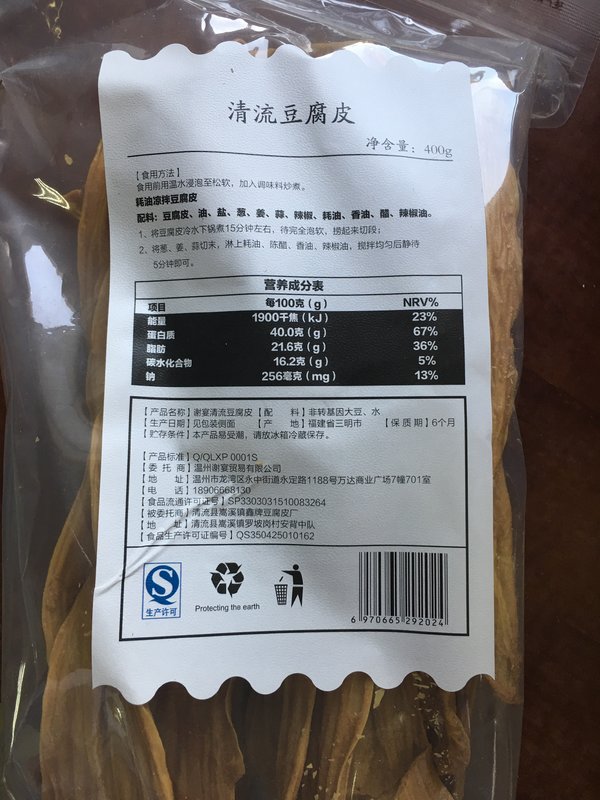 清流豆腐皮
净含量：400g
【食用方法】
食用前用温水浸泡至松软，加入调味料炒煮。
耗油凉拌豆腐皮
配料：豆腐皮、油、盐、葱、姜、蒜、辣椒、耗油、香油、醋、辣椒油。
1、将豆腐皮冷水下锅煮15分钟左右，待完全泡软，捞起来切段；
2、将葱、姜、蒜切末，淋上耗油、陈醋、香油、辣椒油，搅拌均匀后静待
5分钟即可。
营养成分表
项目 每100克（g） NRV%
能量 1900千焦（kJ） 23%
蛋白质 40.0克（g） 67%
脂肪 21.6克（g） 36%
碳水化合物 16.2克（g） 5%
钠 256毫克（mg） 13%
【产品名称】谢宴清流豆腐皮【配 料】非转基因大豆、水
【生产日期】见包装侧面 【产 地】福建省三明市 【保质期】6个月
【贮存条件】本产品易受潮，请放冰箱冷藏保存。
【产品标准】Q/QLXP 0001S
【委 托 商】温州谢宴贸易有限公司
【地 址】温州市龙湾区永中街道永定路1188号万达商业广场7幢701室
【电 话】18906668130
【食品流通许可证号】SP3303031510083264
【被委托商】清流县嵩溪镇鑫牌豆腐皮厂
【地 址】清流县嵩溪镇罗坡岗村安背中队
【食品生产许可证编号】QS350425010162
QS
生产许可
Protecting the earth
6 970665 292024